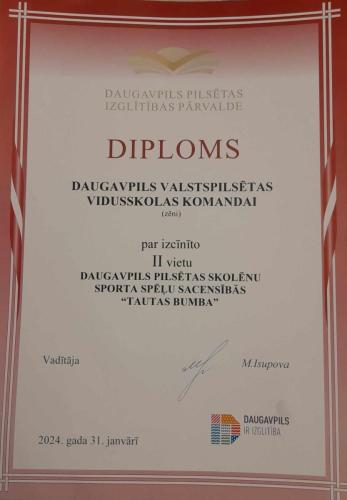 DAUGAVPILS PILSĒTAS
IZGLĪTĪBAS PĀRVALDE
DIPLOMS
DAUGAVPILS VALSTSPILSĒTAS
VIDUSSKOLAS KOMANDAI
(zēni)
par izcīnīto
II vietu
DAUGAVPILS PILSĒTAS SKOLĒNU
SPORTA SPĒĻU SACENSĪBĀS
“TAUTAS BUMBA”
Vadītāja M.Isupova
DAUGAVPILS
IR IZGLĪTĪBA
2024. gada 31. janvārī